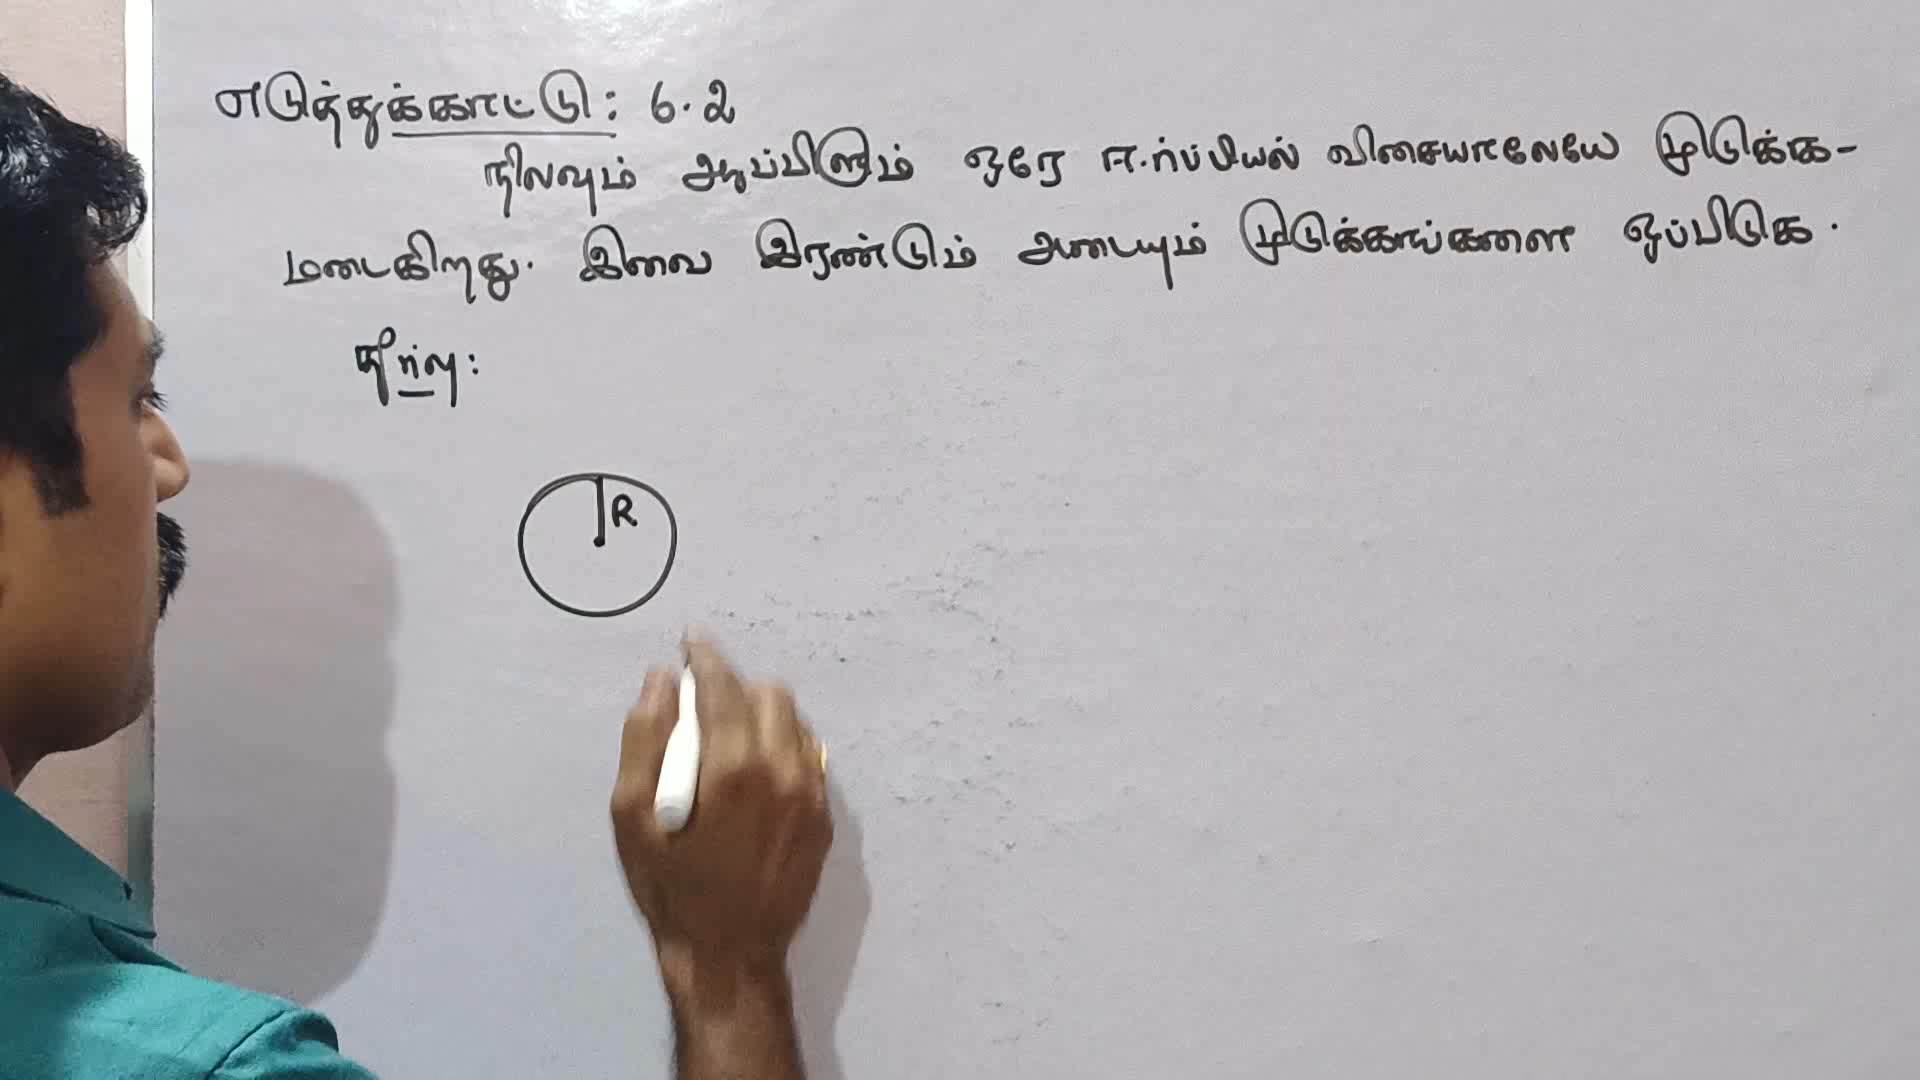 எடுத்துக்காட்டு: 6.2
நிலவும் ஆப்பிளும் ஒரே ஈர்ப்பியல் விசையாலேயே முடுக்க-
மடைகிறது. இவை இரண்டும் அடையும் முடுக்கங்களை ஒப்பிடுக.
தீர்வு:
R